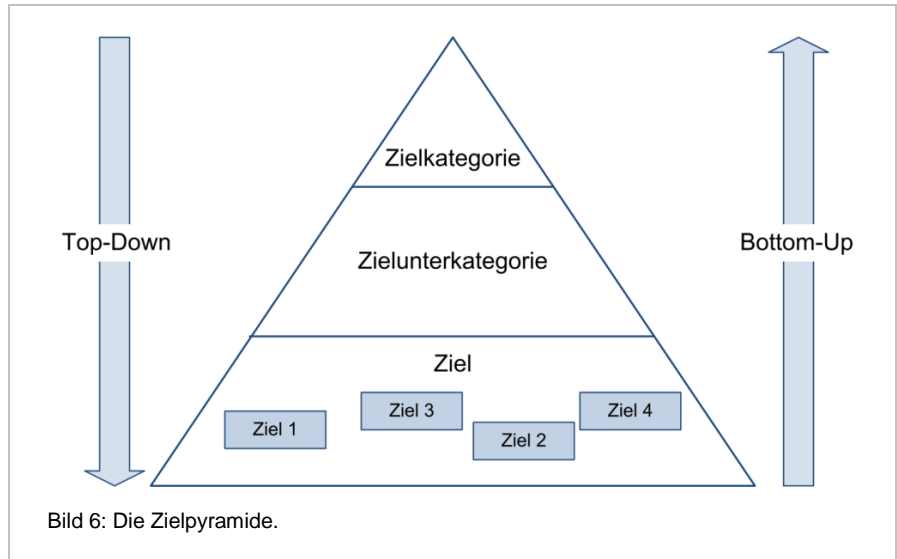 Zielkategorie
Top-Down
Bottom-Up
Zielunterkategorie
Ziel
Ziel 1
Ziel 3
Ziel 2
Ziel 4
Bild 6: Die Zielpyramide.